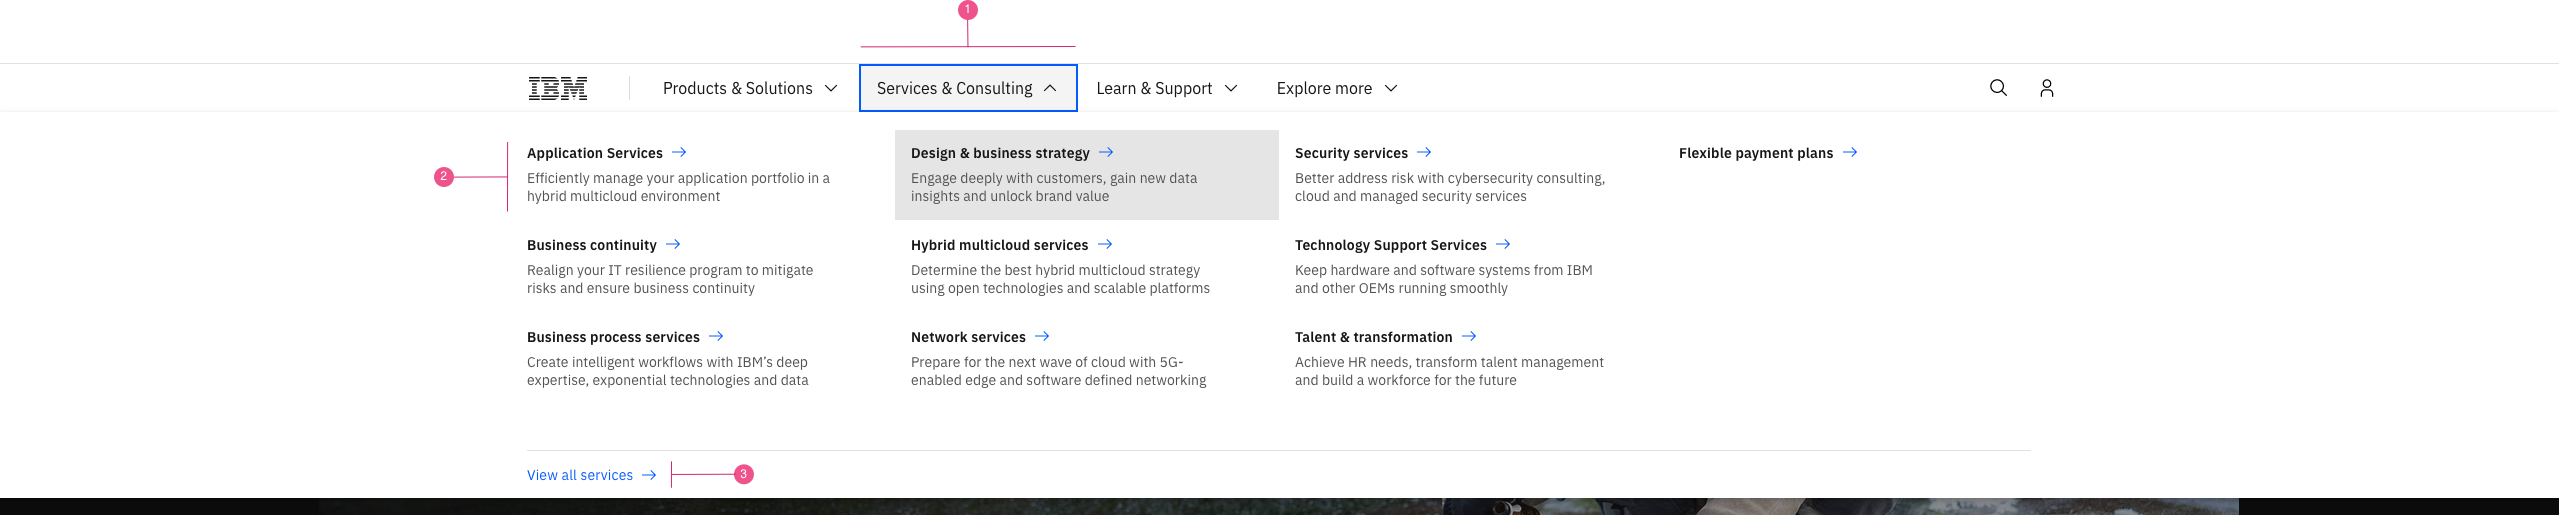 1
IBM
Products & Solutions
Services & Consulting
Learn & Support
Explore more
2
Application Services
Efficiently manage your application portfolio in a
hybrid multicloud environment
Design & business strategy
Engage deeply with customers, gain new data
insights and unlock brand value
Security services
Better address risk with cybersecurity consulting,
cloud and managed security services
Flexible payment plans
Business continuity
Realign your IT resilience program to mitigate
risks and ensure business continuity
Hybrid multicloud services
Determine the best hybrid multicloud strategy
using open technologies and scalable platforms
Technology Support Services
Keep hardware and software systems from IBM
and other OEMs running smoothly
Business process services
Create intelligent workflows with IBM’s deep
expertise, exponential technologies and data
Network services
Prepare for the next wave of cloud with 5G-
enabled edge and software defined networking
Talent & transformation
Achieve HR needs, transform talent management
and build a workforce for the future
View all services
3